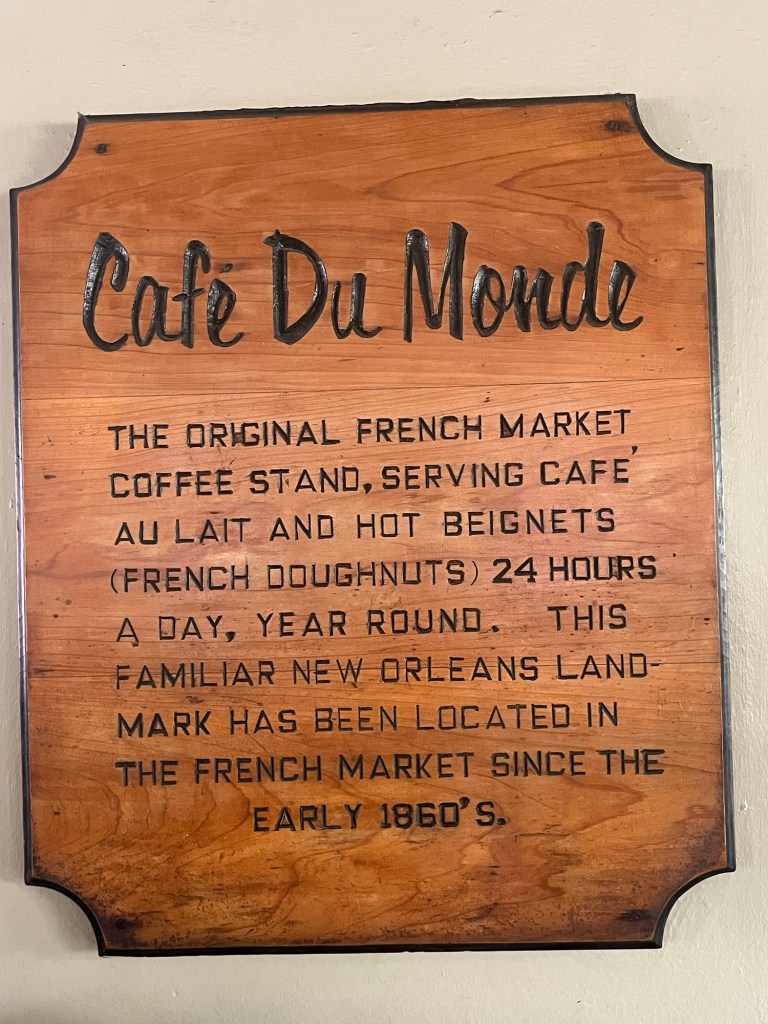 Café Du Monde
THE ORIGINAL FRENCH MARKET
COFFEE STAND, SERVING CAFE'
AU LAIT AND HOT BEIGNETS
(FRENCH DOUGHNUTS) 24 HOURS
A DAY, YEAR ROUND. THIS
FAMILIAR NEW ORLEANS LAND-
MARK HAS BEEN LOCATED IN
THE FRENCH MARKET SINCE THE
EARLY 1860'S.